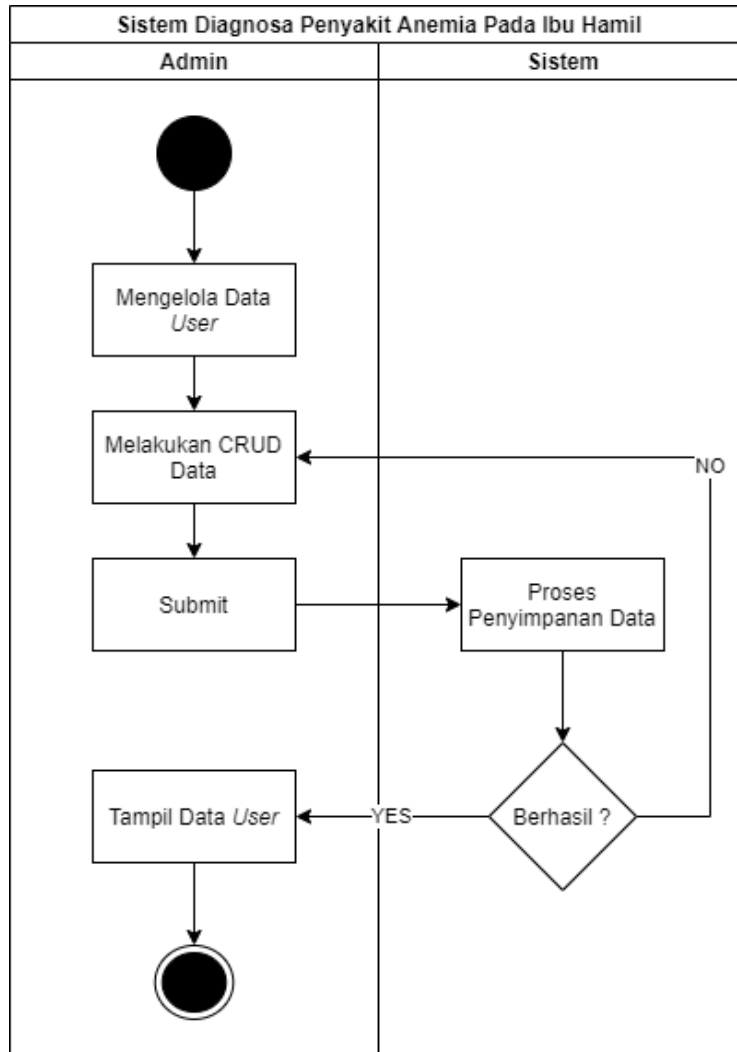 Sistem Diagnosa Penyakit Anemia Pada Ibu Hamil
Admin
Sistem
Mengelola Data
User
Melakukan CRUD
Data
NO
Submit
Proses
Penyimpanan Data
Tampil Data User
YES
Berhasil ?